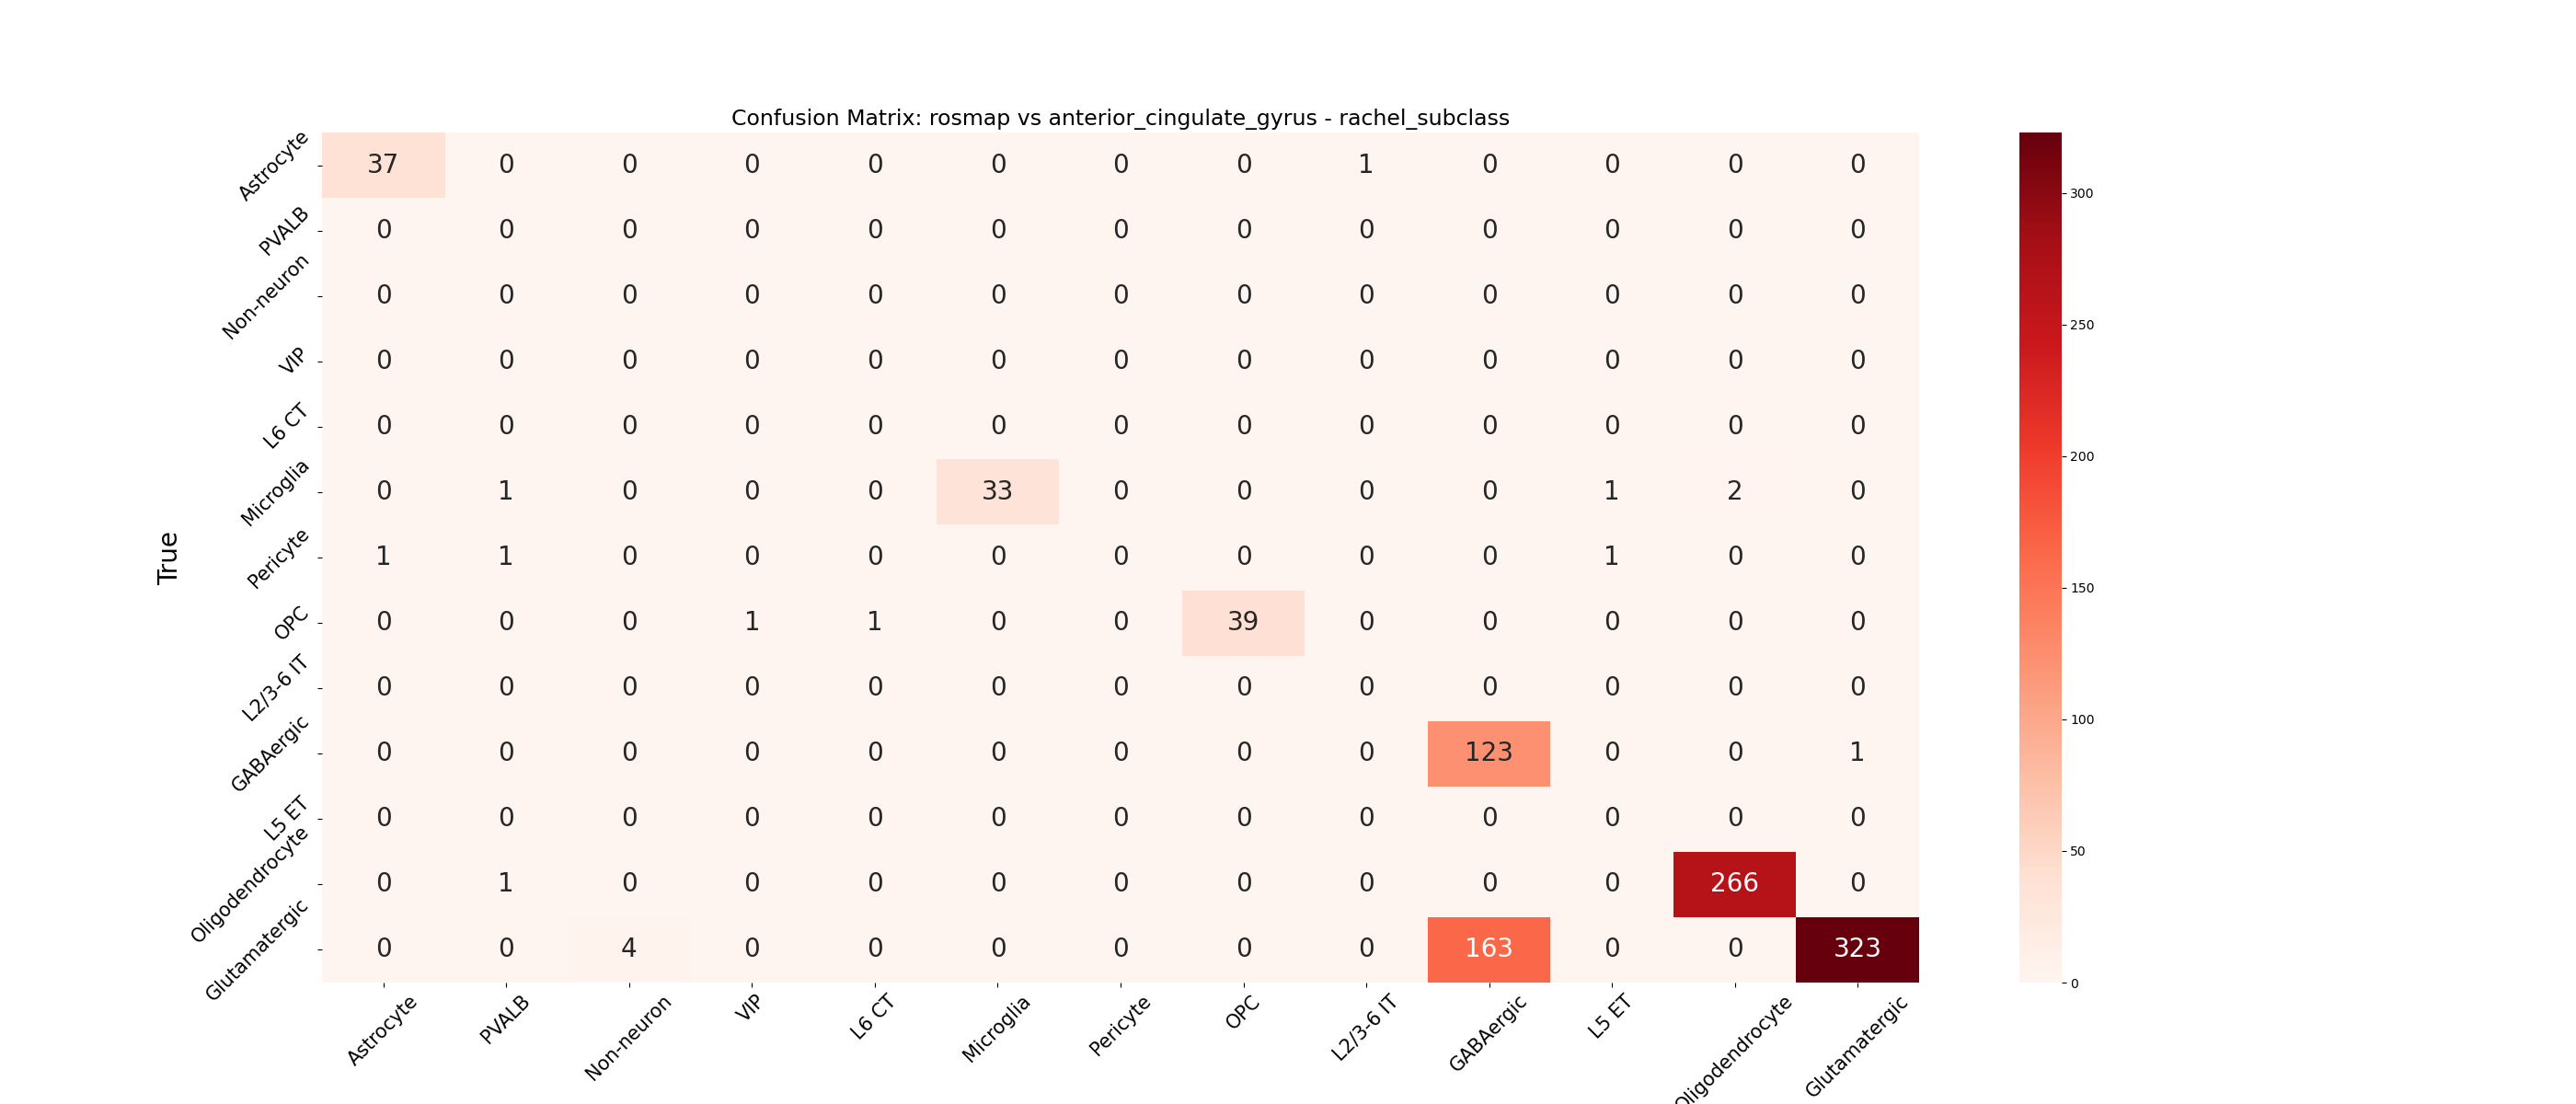 Confusion Matrix: rosmap vs anterior_cingulate_gyrus - rachel_subclass
True
Astrocyte 37 0 0 0 0 0 0 0 1 0 0 0 0
PVALB 0 0 0 0 0 0 0 0 0 0 0 0 0
Non-neuron 0 0 0 0 0 0 0 0 0 0 0 0 0
VIP 0 0 0 0 0 0 0 0 0 0 0 0 0
L6 CT 0 0 0 0 0 0 0 0 0 0 0 0 0
Microglia 0 1 0 0 0 33 0 0 0 0 1 2 0
Pericyte 1 1 0 0 0 0 0 0 0 0 1 0 0
OPC 0 0 0 1 1 0 0 39 0 0 0 0 0
L2/3-6 IT 0 0 0 0 0 0 0 0 0 0 0 0 0
GABAergic 0 0 0 0 0 0 0 0 0 123 0 0 1
L5 ET 0 0 0 0 0 0 0 0 0 0 0 0 0
Oligodendrocyte 0 1 0 0 0 0 0 0 0 0 0 266 0
Glutamatergic 0 0 4 0 0 0 0 0 0 163 0 0 323
Astrocyte PVALB Non-neuron VIP L6 CT Microglia Pericyte OPC L2/3-6 IT GABAergic L5 ET Oligodendrocyte Glutamatergic
300
250
200
150
100
50
0